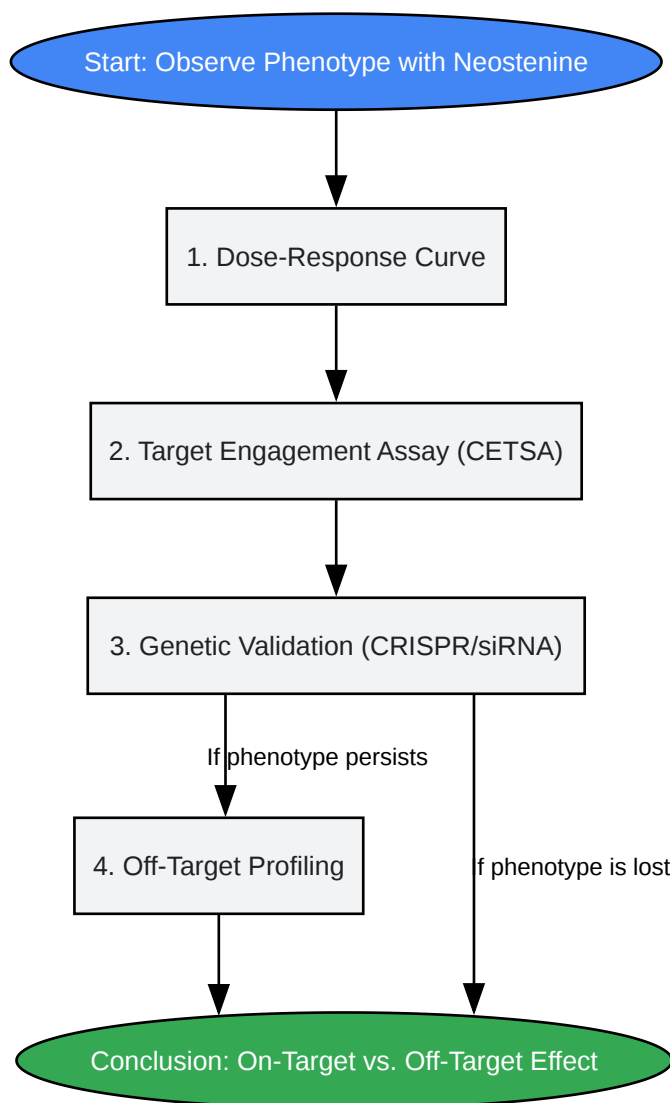 Start: Observe Phenotype with Neostenine
1. Dose-Response Curve
2. Target Engagement Assay (CETSA)
3. Genetic Validation (CRISPR/siRNA)
If phenotype persists
4. Off-Target Profiling
If phenotype is lost
Conclusion: On-Target vs. Off-Target Effect